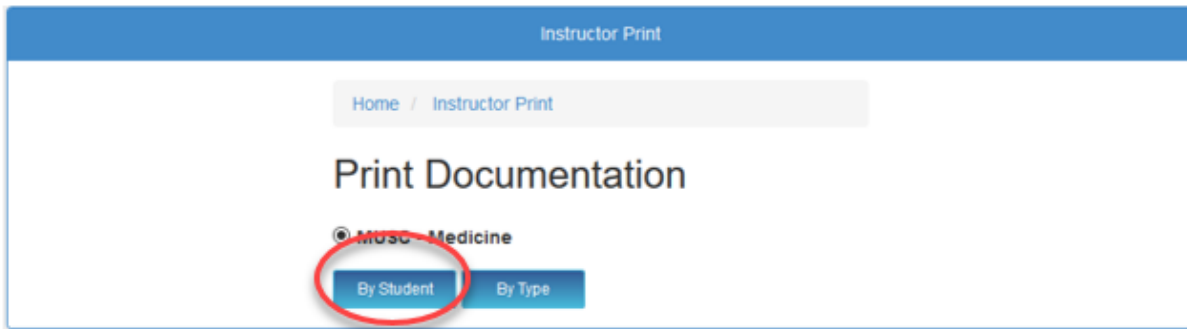 Instructor Print
Home / Instructor Print
Print Documentation
MUSC - Medicine
By Student By Type